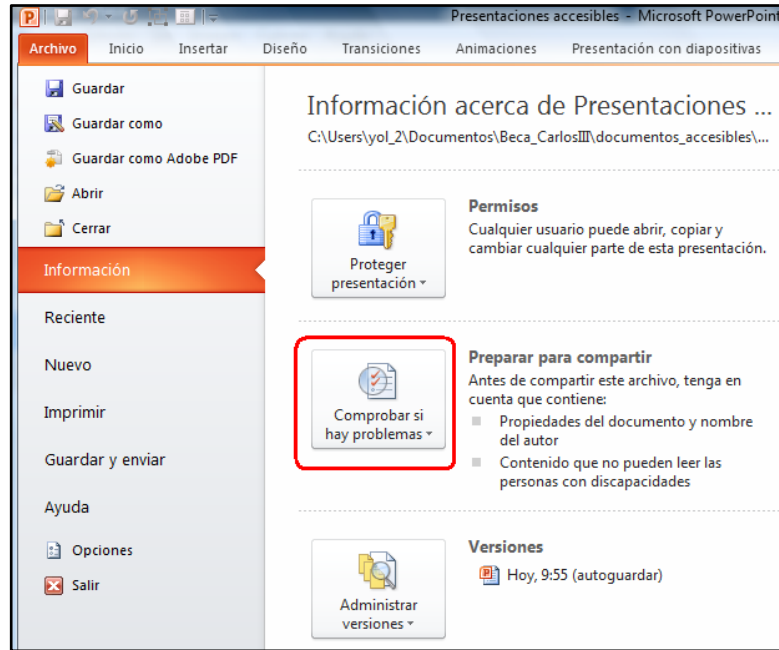 Presentaciones accesibles - Microsoft PowerPoint
Archivo Inicio Insertar Diseño Transiciones Animaciones Presentación con diapositivas
Guardar
Guardar como
Guardar como Adobe PDF
Abrir
Cerrar
Información
Reciente
Nuevo
Imprimir
Guardar y enviar
Ayuda
Opciones
Salir
Información acerca de Presentaciones ...
C:\Users\yol_2\Documentos\Beca_CarlosIII\documentos_accesibles\...
Proteger
presentación
Permisos
Cualquier usuario puede abrir, copiar y
cambiar cualquier parte de esta presentación.
Comprobar si
hay problemas
Preparar para compartir
Antes de compartir este archivo, tenga en
cuenta que contiene:
Propiedades del documento y nombre
del autor
Contenido que no pueden leer las
personas con discapacidades
Administrar
versiones
Versiones
Hoy, 9:55 (autoguardar)